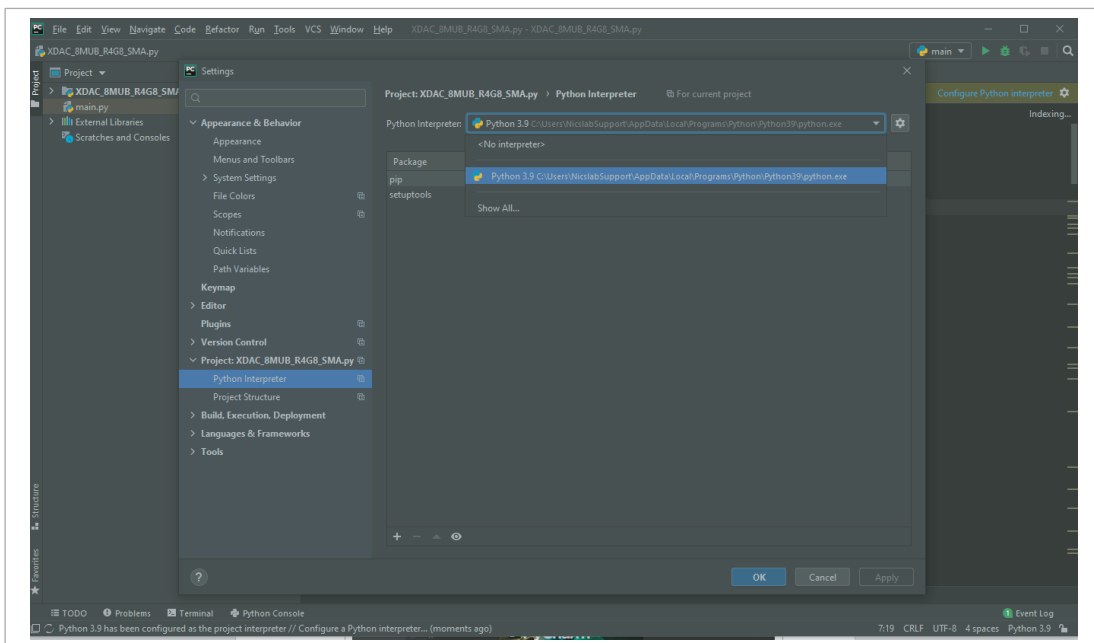 PC File Edit View Navigate Code Refactor Run Tools VCS Window Help XDAC_8MUB_R4G8_SMA.py - XDAC_8MUB_R4G8_SMA.py
XDAC_8MUB_R4G8_SMA.py main
Project
Project
XDAC_8MUB_R4G8_SMA
main.py
External Libraries
Scratches and Consoles
Configure Python interpreter
Indexing...
PC Settings
Appearance & Behavior
Appearance
Menus and Toolbars
System Settings
File Colors
Scopes
Notifications
Quick Lists
Path Variables
Keymap
Editor
Plugins
Version Control
Project: XDAC_8MUB_R4G8_SMA.py
Python Interpreter
Project Structure
Build, Execution, Deployment
Languages & Frameworks
Tools
Project: XDAC_8MUB_R4G8_SMA.py › Python Interpreter For current project
Python Interpreter: Python 3.9 C:\Users\NicslabSupport\AppData\Local\Programs\Python\Python39\python.exe
<No interpreter>
Python 3.9 C:\Users\NicslabSupport\AppData\Local\Programs\Python\Python39\python.exe
Show All...
Package
pip
setuptools
? OK Cancel Apply
Structure
Favorites
TODO Problems Terminal Python Console 1 Event Log
Python 3.9 has been configured as the project interpreter // Configure a Python interpreter... (moments ago) 7:19 CRLF UTF-8 4 spaces Python 3.9